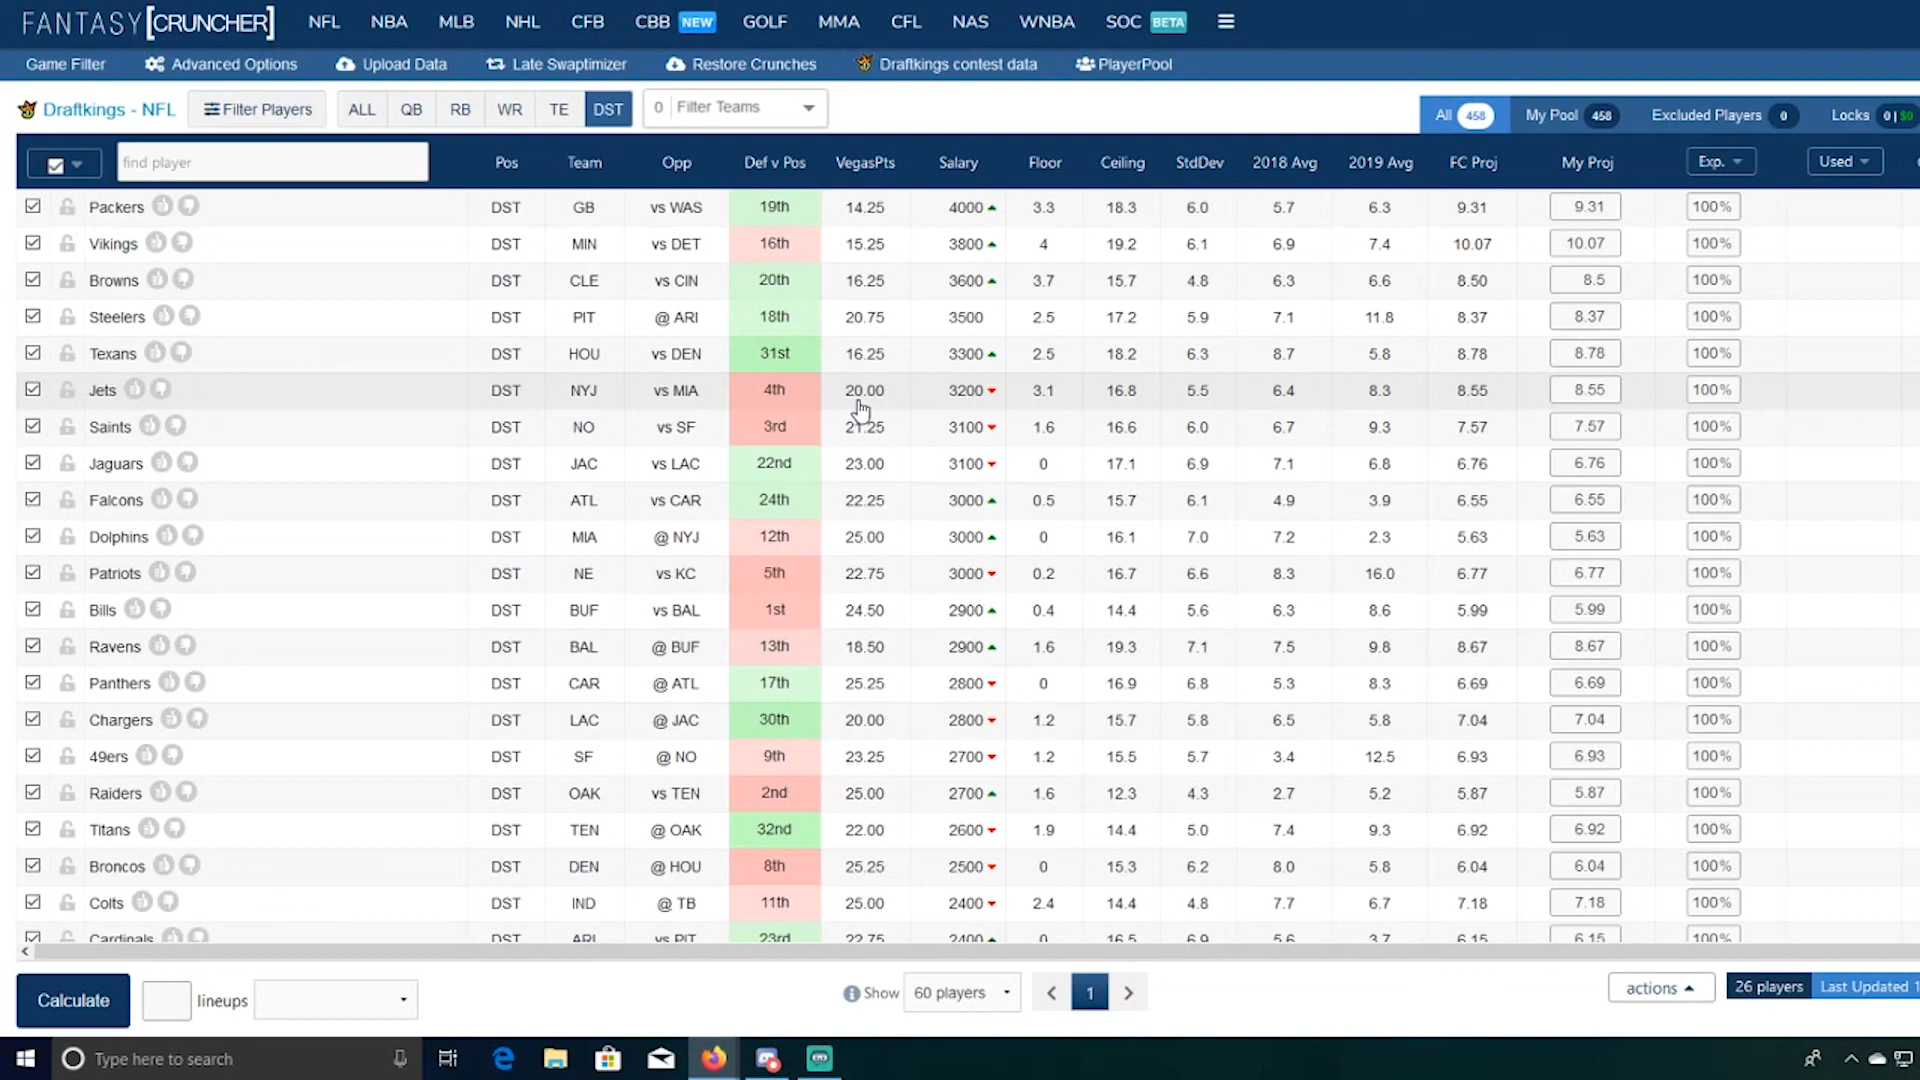 FANTASY[CRUNCHER] NFL NBA MLB NHL CFB CBB NEW GOLF MMA CFL NAS WNBA SOC BETA
Game Filter Advanced Options Upload Data Late Swaptimizer Restore Crunches Draftkings contest data PlayerPool
Draftkings - NFL Filter Players ALL QB RB WR TE DST 0 Filter Teams All 458 My Pool 458 Excluded Players 0 Locks 0 | $0
find player Pos Team Opp Def v Pos VegasPts Salary Floor Ceiling StdDev 2018 Avg 2019 Avg FC Proj My Proj Exp. Used
Packers DST GB vs WAS 19th 14.25 4000 3.3 18.3 6.0 5.7 6.3 9.31 9.31 100%
Vikings DST MIN vs DET 16th 15.25 3800 4 19.2 6.1 6.9 7.4 10.07 10.07 100%
Browns DST CLE vs CIN 20th 16.25 3600 3.7 15.7 4.8 6.3 6.6 8.50 8.5 100%
Steelers DST PIT @ ARI 18th 20.75 3500 2.5 17.2 5.9 7.1 11.8 8.37 8.37 100%
Texans DST HOU vs DEN 31st 16.25 3300 2.5 18.2 6.3 8.7 5.8 8.78 8.78 100%
Jets DST NYJ vs MIA 4th 20.00 3200 3.1 16.8 5.5 6.4 8.3 8.55 8.55 100%
Saints DST NO vs SF 3rd 21.25 3100 1.6 16.6 6.0 6.7 9.3 7.57 7.57 100%
Jaguars DST JAC vs LAC 22nd 23.00 3100 0 17.1 6.9 7.1 6.8 6.76 6.76 100%
Falcons DST ATL vs CAR 24th 22.25 3000 0.5 15.7 6.1 4.9 3.9 6.55 6.55 100%
Dolphins DST MIA @ NYJ 12th 25.00 3000 0 16.1 7.0 7.2 2.3 5.63 5.63 100%
Patriots DST NE vs KC 5th 22.75 3000 0.2 16.7 6.6 8.3 16.0 6.77 6.77 100%
Bills DST BUF vs BAL 1st 24.50 2900 0.4 14.4 5.6 6.3 8.6 5.99 5.99 100%
Ravens DST BAL @ BUF 13th 18.50 2900 1.6 19.3 7.1 7.5 9.8 8.67 8.67 100%
Panthers DST CAR @ ATL 17th 25.25 2800 0 16.9 6.8 5.3 8.3 6.69 6.69 100%
Chargers DST LAC @ JAC 30th 20.00 2800 1.2 15.7 5.8 6.5 5.8 7.04 7.04 100%
49ers DST SF @ NO 9th 23.25 2700 1.2 15.5 5.7 3.4 12.5 6.93 6.93 100%
Raiders DST OAK vs TEN 2nd 25.00 2700 1.6 12.3 4.3 2.7 5.2 5.87 5.87 100%
Titans DST TEN @ OAK 32nd 22.00 2600 1.9 14.4 5.0 7.4 9.3 6.92 6.92 100%
Broncos DST DEN @ HOU 8th 25.25 2500 0 15.3 6.2 8.0 5.8 6.04 6.04 100%
Colts DST IND @ TB 11th 25.00 2400 2.4 14.4 4.8 7.7 6.7 7.18 7.18 100%
Cardinals DST ARI vs PIT 23rd 22.75 2400 0 16.5 6.9 5.6 3.7 6.15 6.15 100%
Calculate lineups Show 60 players 1 actions 26 players Last Updated 1
Type here to search